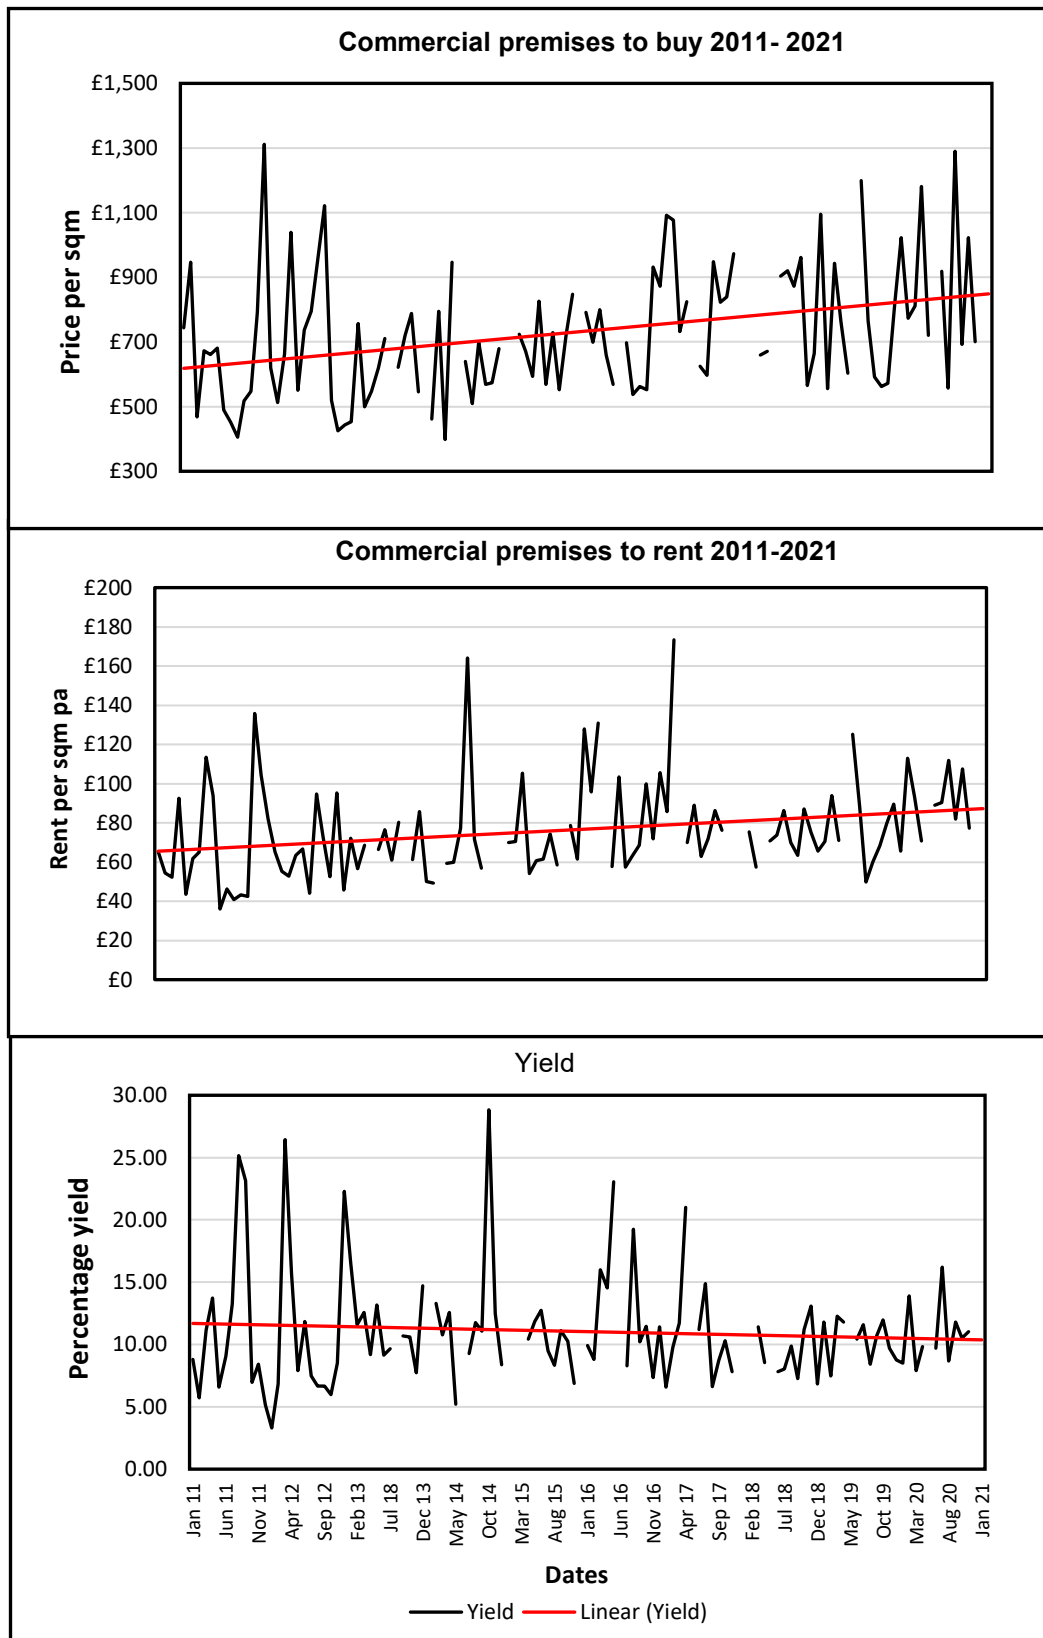 Commercial premises to buy 2011- 2021
Price per sqm
£1,500
£1,300
£1,100
£900
£700
£500
£300
Commercial premises to rent 2011-2021
Rent per sqm pa
£200
£180
£160
£140
£120
£100
£80
£60
£40
£20
£0
Yield
Percentage yield
30.00
25.00
20.00
15.00
10.00
5.00
0.00
Jan 11
Jun 11
Nov 11
Apr 12
Sep 12
Feb 13
Jul 18
Dec 13
May 14
Oct 14
Mar 15
Aug 15
Jan 16
Jun 16
Nov 16
Apr 17
Sep 17
Feb 18
Jul 18
Dec 18
May 19
Oct 19
Mar 20
Aug 20
Jan 21
Dates
Yield
Linear (Yield)